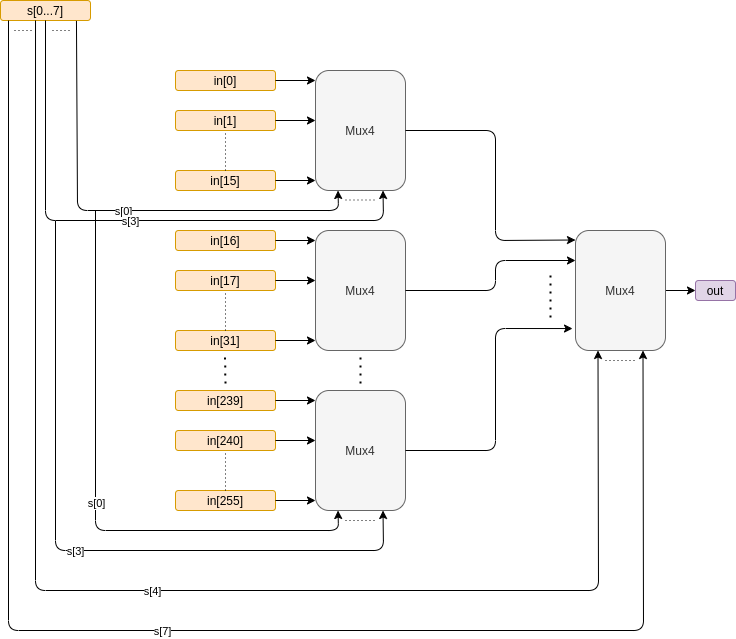 s[0...7]
in[0]
in[1]
Mux4
in[15]
s[0]
s[3]
in[16]
in[17]
Mux4
Mux4
out
in[31]
in[239]
in[240]
Mux4
in[255]
s[0]
s[3]
s[4]
s[7]